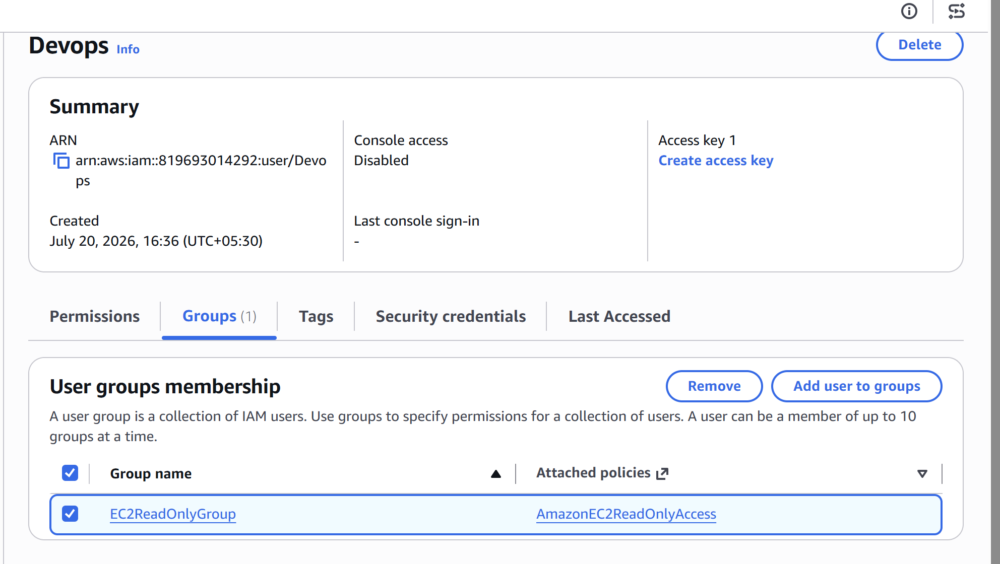 Devops Info
Delete
Summary
ARN
arn:aws:iam::819693014292:user/Devo
ps
Created
July 20, 2026, 16:36 (UTC+05:30)
Console access
Disabled
Last console sign-in
-
Access key 1
Create access key
Permissions
Groups (1)
Tags
Security credentials
Last Accessed
User groups membership
Remove
Add user to groups
A user group is a collection of IAM users. Use groups to specify permissions for a collection of users. A user can be a member of up to 10
groups at a time.
Group name
Attached policies
EC2ReadOnlyGroup
AmazonEC2ReadOnlyAccess